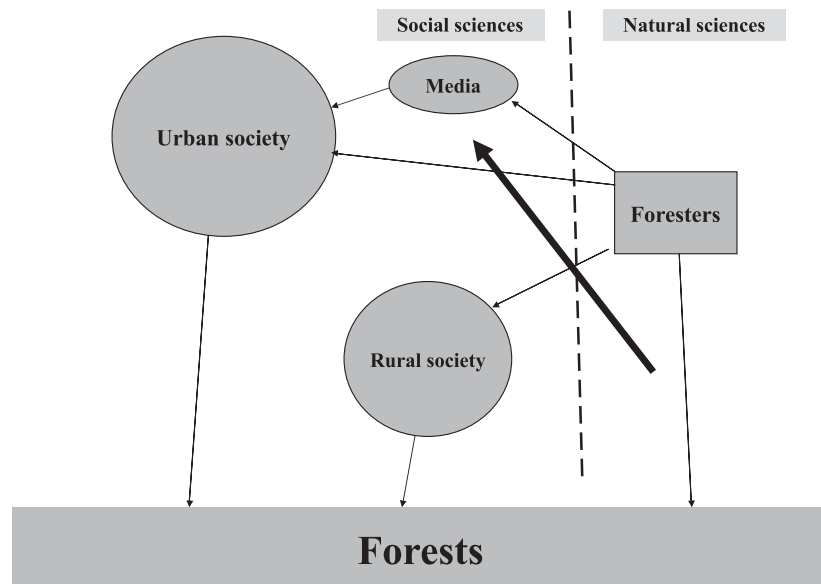 Social sciences
Natural sciences
Media
Urban society
Foresters
Rural society
Forests